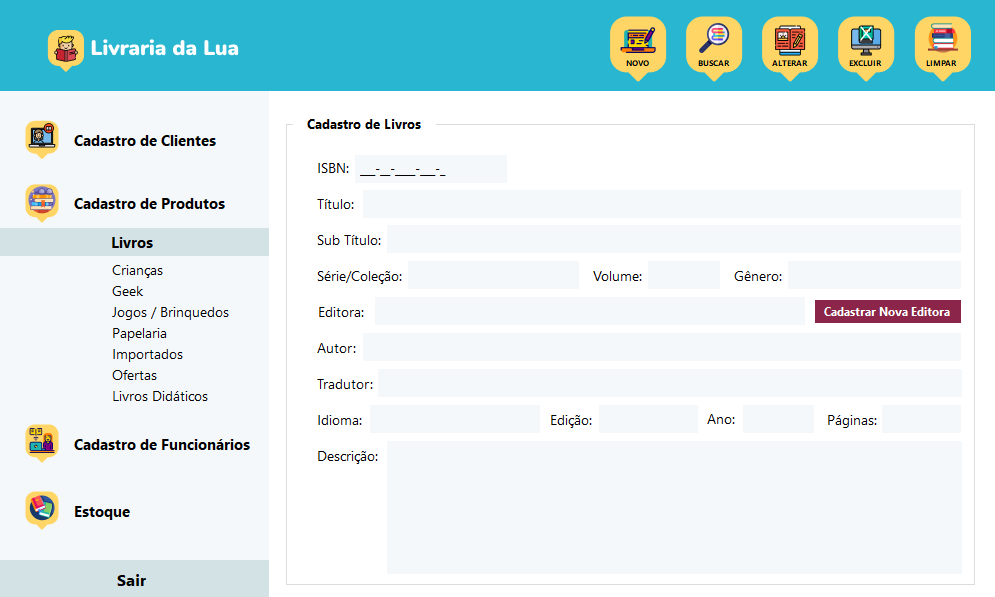 Livraria da Lua
NOVO
BUSCAR
ALTERAR
EXCLUIR
LIMPAR
Cadastro de Clientes
Cadastro de Produtos
Livros
Crianças
Geek
Jogos / Brinquedos
Papelaria
Importados
Ofertas
Livros Didáticos
Cadastro de Funcionários
Estoque
Sair
Cadastro de Livros
ISBN: ___-__-___-__-_
Título:
Sub Título:
Série/Coleção: Volume: Gênero:
Editora: Cadastrar Nova Editora
Autor:
Tradutor:
Idioma: Edição: Ano: Páginas:
Descrição: